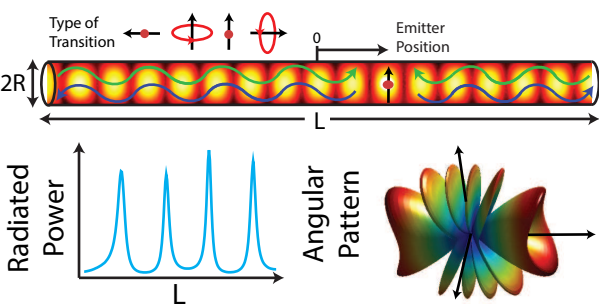 Type of
Transition
0
Emitter
Position
2R
L
Radiated
Power
L
Angular
Pattern